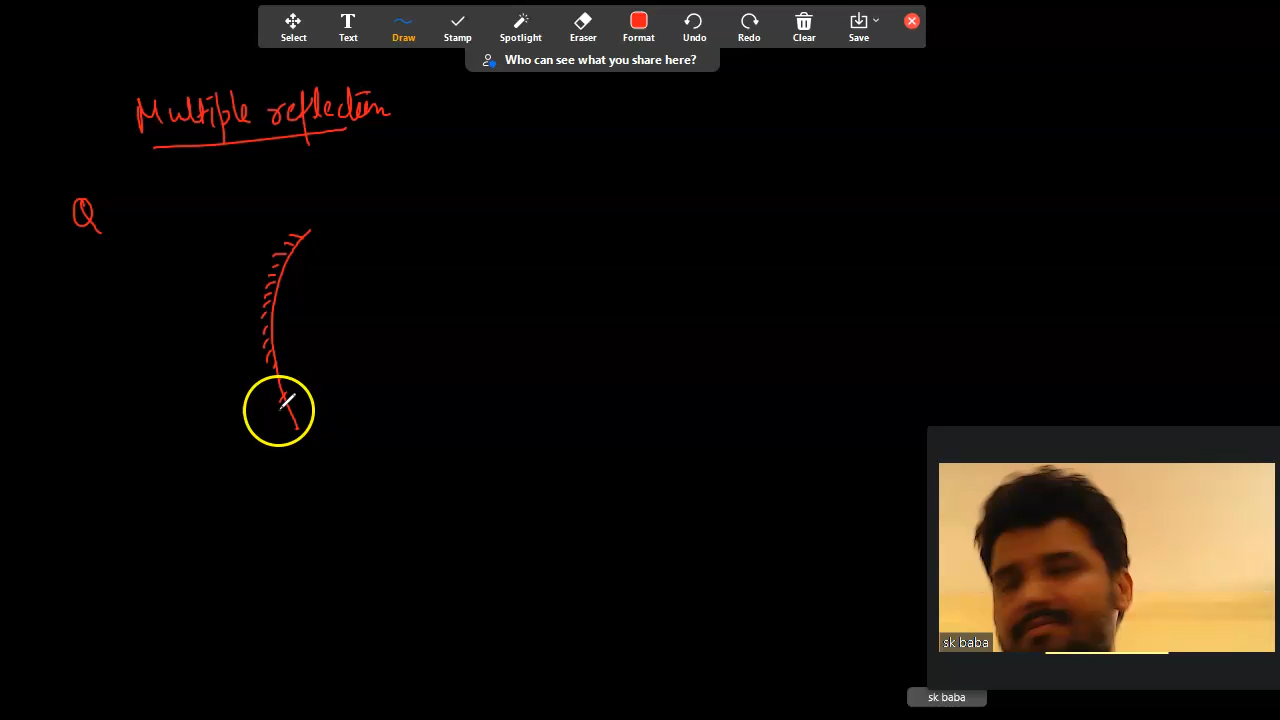 Select Text Draw Stamp Spotlight Eraser Format Undo Redo Clear Save
Who can see what you share here?
Multiple reflection
Q
sk baba
sk baba